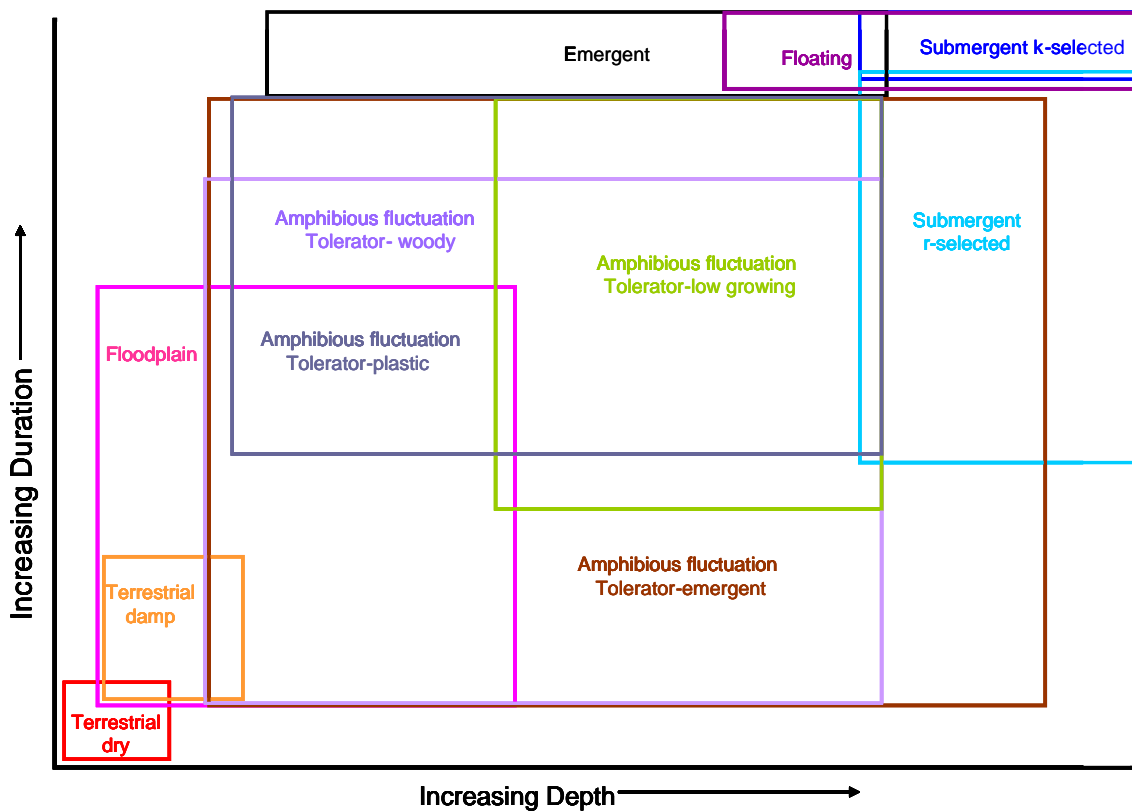 Emergent
Floating
Submergent k-selected
Amphibious fluctuation
Tolerator- woody
Submergent
r-selected
Amphibious fluctuation
Tolerator-low growing
Floodplain
Amphibious fluctuation
Tolerator-plastic
Amphibious fluctuation
Tolerator-emergent
Terrestrial
damp
Terrestrial
dry
Increasing Duration
Increasing Depth